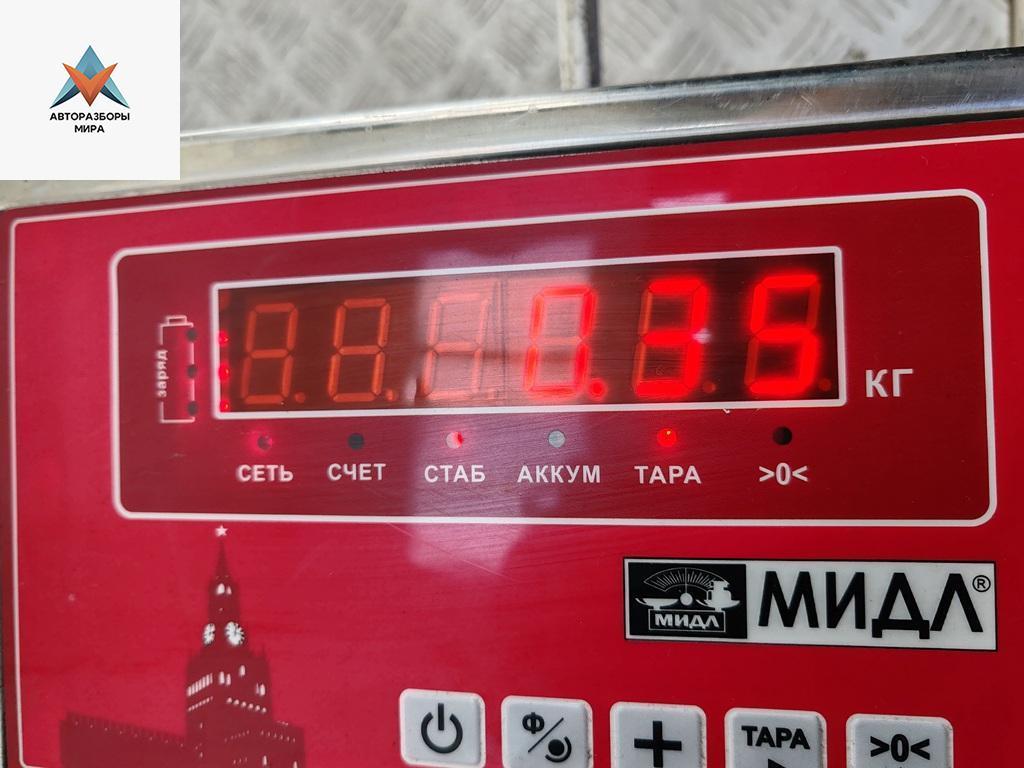 АВТОРАЗБОРЫ
МИРА
заряд
0.35
КГ
СЕТЬ СЧЕТ СТАБ АККУМ ТАРА >0<
МИДЛ МИДЛ®
Ф/ + ТАРА >0<